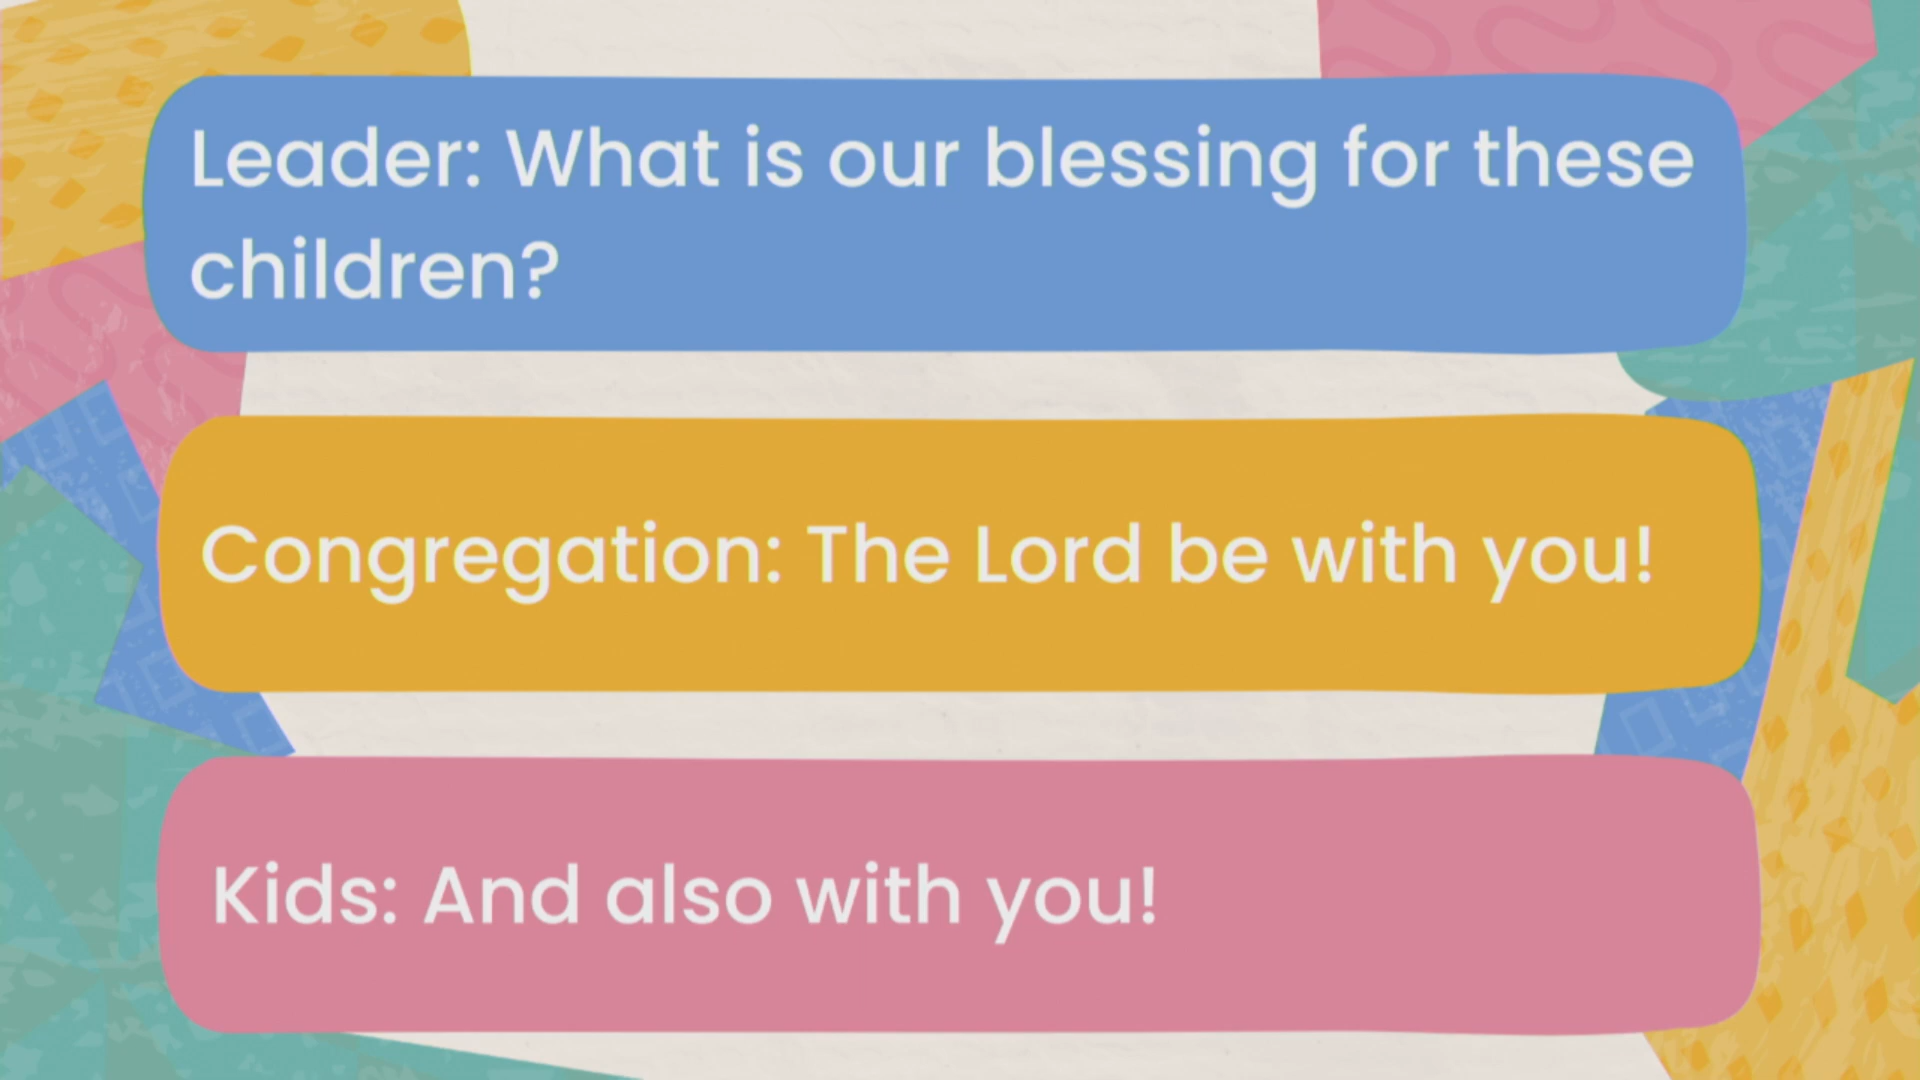 Leader: What is our blessing for these
children?
Congregation: The Lord be with you!
Kids: And also with you!